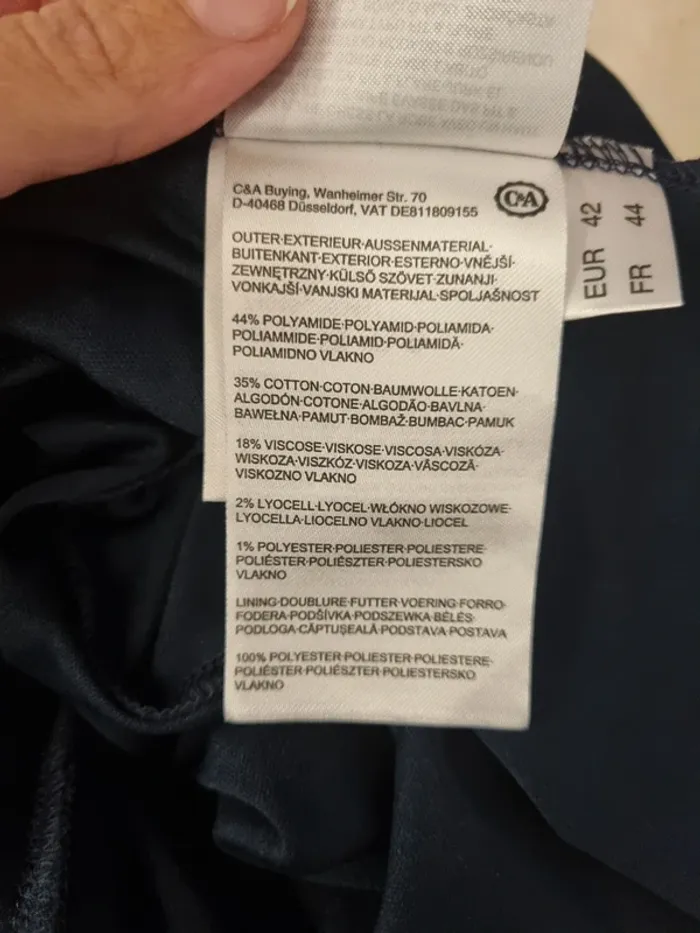 C&A Buying, Wanheimer Str. 70
D-40468 Düsseldorf, VAT DE811809155
C&A
OUTER·EXTERIEUR·AUSSENMATERIAL·
BUITENKANT·EXTERIOR·ESTERNO·VNĚJŠÍ·
ZEWNĘTRZNY·KÜLSŐ SZÖVET·ZUNANJI·
VONKAJŠÍ·VANJSKI MATERIJAL·SPOLJAŠNOST
44% POLYAMIDE·POLYAMID·POLIAMIDA·
POLIAMMIDE·POLIAMID·POLIAMIDĂ·
POLIAMIDNO VLAKNO
35% COTTON·COTON·BAUMWOLLE·KATOEN·
ALGODÓN·COTONE·ALGODÃO·BAVLNA·
BAWEŁNA·PAMUT·BOMBAŽ·BUMBAC·PAMUK
18% VISCOSE·VISKOSE·VISCOSA·VISKÓZA·
WISKOZA·VISZKÓZ·VISKOZA·VÂSCOZĂ·
VISKOZNO VLAKNO
2% LYOCELL·LYOCEL·WŁÓKNO WISKOZOWE·
LYOCELLA·LIOCELNO VLAKNO·LIOCEL
1% POLYESTER·POLIESTER·POLIESTERE·
POLIÉSTER·POLIÉSZTER·POLIESTERSKO
VLAKNO
LINING·DOUBLURE·FUTTER·VOERING·FORRO·
FODERA·PODŠÍVKA·PODSZEWKA·BÉLÉS·
PODLOGA·CĂPTUŞEALĂ·PODSTAVA·POSTAVA
100% POLYESTER·POLIESTER·POLIESTERE·
POLIÉSTER·POLIÉSZTER·POLIESTERSKO
VLAKNO
EUR 42
FR 44